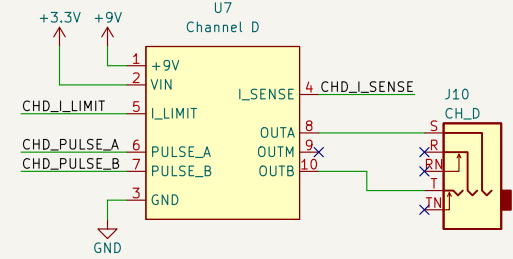 U7
Channel D
+3.3V
+9V
1 +9V
2 VIN
CHD_I_LIMIT 5 I_LIMIT
CHD_PULSE_A 6 PULSE_A
CHD_PULSE_B 7 PULSE_B
3 GND
GND
I_SENSE 4 CHD_I_SENSE
OUTA 8
OUTM 9
OUTB 10
J10
CH_D
S
R
RN
T
TN